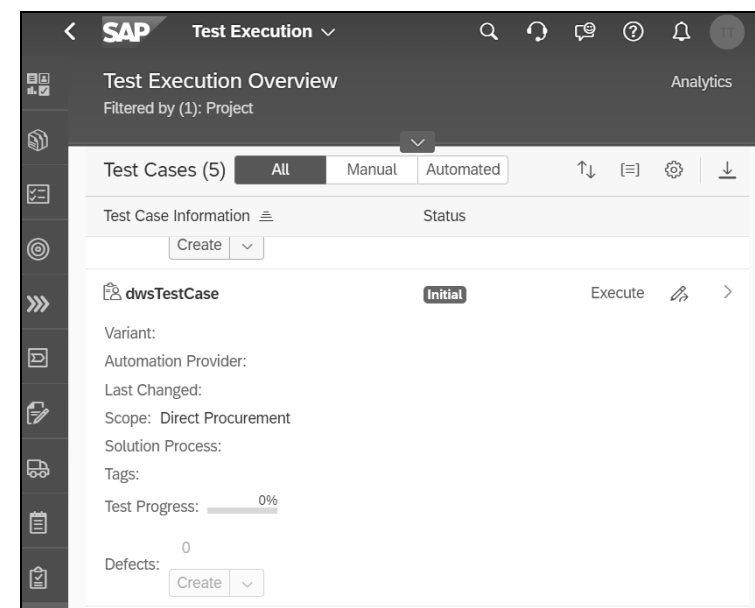 SAP Test Execution
Test Execution Overview Analytics
Filtered by (1): Project
Test Cases (5) All Manual Automated
Test Case Information Status
Create
dwsTestCase Initial Execute
Variant:
Automation Provider:
Last Changed:
Scope: Direct Procurement
Solution Process:
Tags:
Test Progress: 0%
0
Defects:
Create